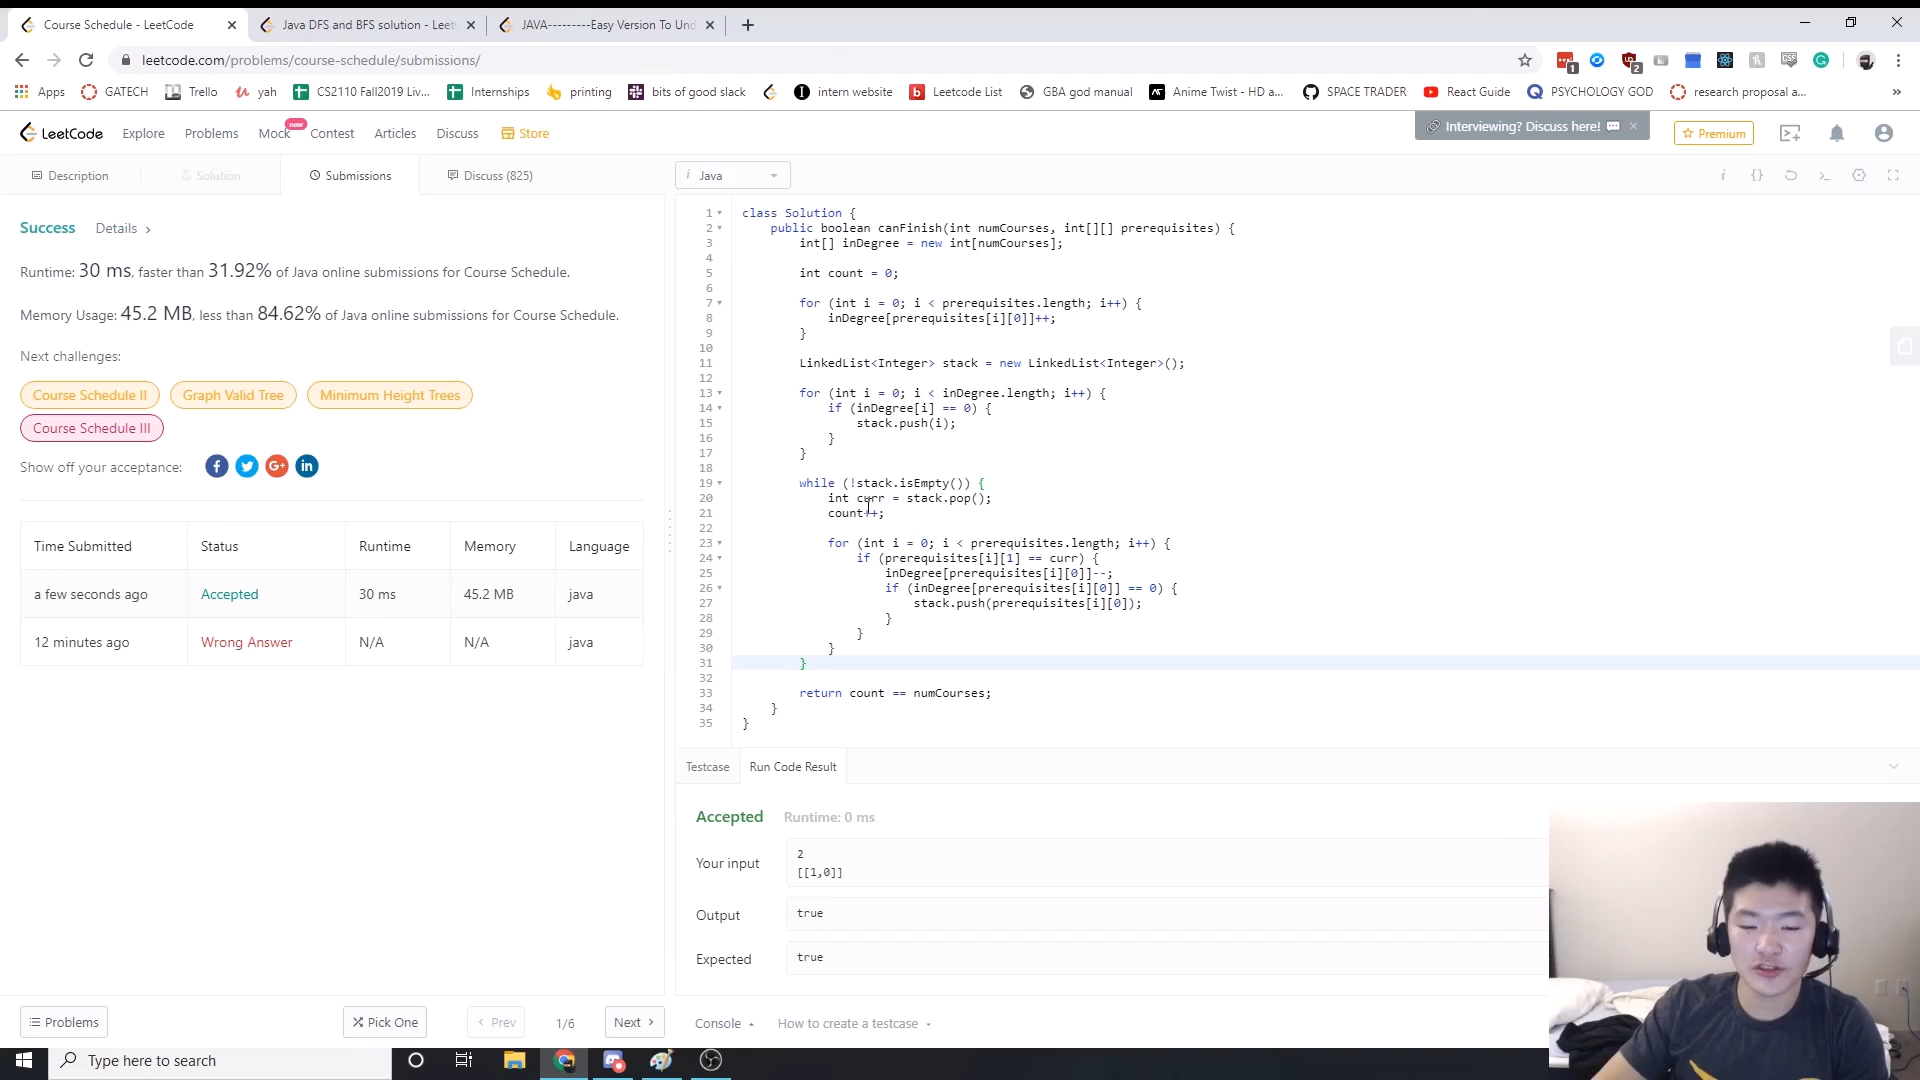 Course Schedule - LeetCode
Java DFS and BFS solution - Leet
JAVA---------Easy Version To Und
leetcode.com/problems/course-schedule/submissions/
1
2
Apps
GATECH
Trello
yah
CS2110 Fall2019 Liv...
Internships
printing
bits of good slack
intern website
Leetcode List
GBA god manual
Anime Twist - HD a...
SPACE TRADER
React Guide
PSYCHOLOGY GOD
research proposal a...
»
LeetCode
Explore
Problems
Mock
new
Contest
Articles
Discuss
Store
Interviewing? Discuss here!
Premium
Description
Solution
Submissions
Discuss (825)
i Java
Success Details >
Runtime: 30 ms, faster than 31.92% of Java online submissions for Course Schedule.
Memory Usage: 45.2 MB, less than 84.62% of Java online submissions for Course Schedule.
Next challenges:
Course Schedule II
Graph Valid Tree
Minimum Height Trees
Course Schedule III
Show off your acceptance:
Time Submitted Status Runtime Memory Language
a few seconds ago Accepted 30 ms 45.2 MB java
12 minutes ago Wrong Answer N/A N/A java
Problems
Pick One
< Prev
1/6
Next >
1 class Solution {
2 public boolean canFinish(int numCourses, int[][] prerequisites) {
3 int[] inDegree = new int[numCourses];
4
5 int count = 0;
6
7 for (int i = 0; i < prerequisites.length; i++) {
8 inDegree[prerequisites[i][0]]++;
9 }
10
11 LinkedList<Integer> stack = new LinkedList<Integer>();
12
13 for (int i = 0; i < inDegree.length; i++) {
14 if (inDegree[i] == 0) {
15 stack.push(i);
16 }
17 }
18
19 while (!stack.isEmpty()) {
20 int curr = stack.pop();
21 count++;
22
23 for (int i = 0; i < prerequisites.length; i++) {
24 if (prerequisites[i][1] == curr) {
25 inDegree[prerequisites[i][0]]--;
26 if (inDegree[prerequisites[i][0]] == 0) {
27 stack.push(prerequisites[i][0]);
28 }
29 }
30 }
31 }
32
33 return count == numCourses;
34 }
35 }
Testcase
Run Code Result
Accepted Runtime: 0 ms
Your input
2
[[1,0]]
Output
true
Expected
true
Console
How to create a testcase
Type here to search